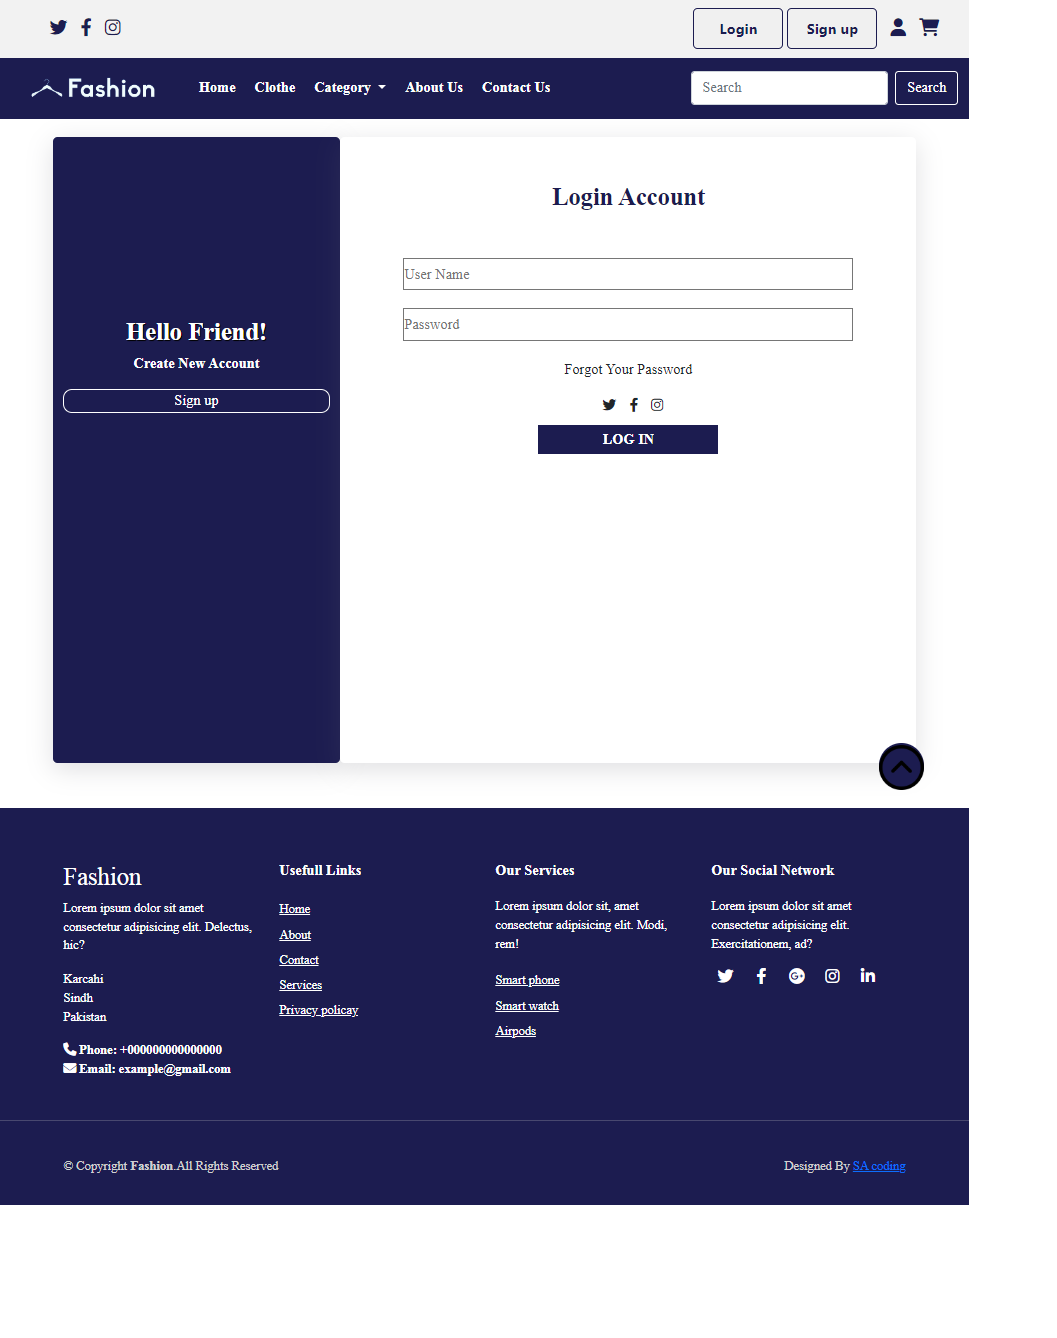 Login Sign up
Fashion Home Clothe Category About Us Contact Us Search Search
Login Account
User Name
Password
Forgot Your Password
LOG IN
Hello Friend!
Create New Account
Sign up
Fashion
Lorem ipsum dolor sit amet
consectetur adipisicing elit. Delectus,
hic?
Karcahi
Sindh
Pakistan
Phone: +000000000000000
Email: example@gmail.com
Usefull Links
Home
About
Contact
Services
Privacy policay
Our Services
Lorem ipsum dolor sit, amet
consectetur adipisicing elit. Modi,
rem!
Smart phone
Smart watch
Airpods
Our Social Network
Lorem ipsum dolor sit amet
consectetur adipisicing elit.
Exercitationem, ad?
© Copyright Fashion.All Rights Reserved
Designed By SA coding